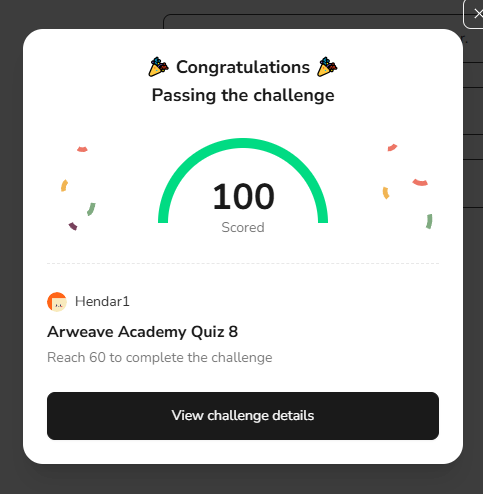 🎉 Congratulations 🎉
Passing the challenge
100
Scored
Hendar1
Arweave Academy Quiz 8
Reach 60 to complete the challenge
View challenge details